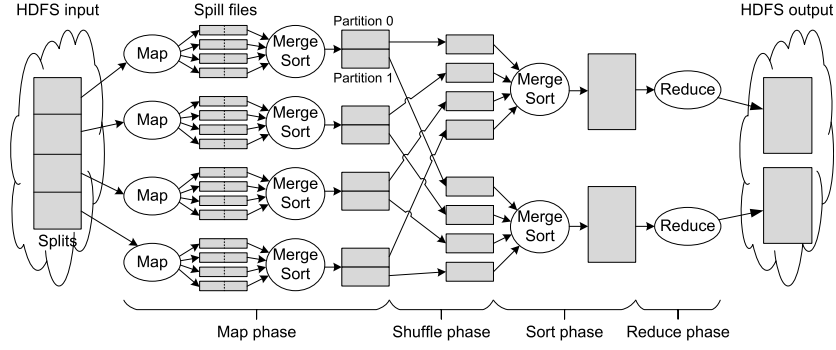 HDFS input
Spill files
Partition 0
HDFS output
Map
Merge
Sort
Partition 1
Merge
Sort
Reduce
Map
Merge
Sort
Map
Merge
Sort
Merge
Sort
Reduce
Splits
Map
Merge
Sort
Map phase
Shuffle phase
Sort phase
Reduce phase